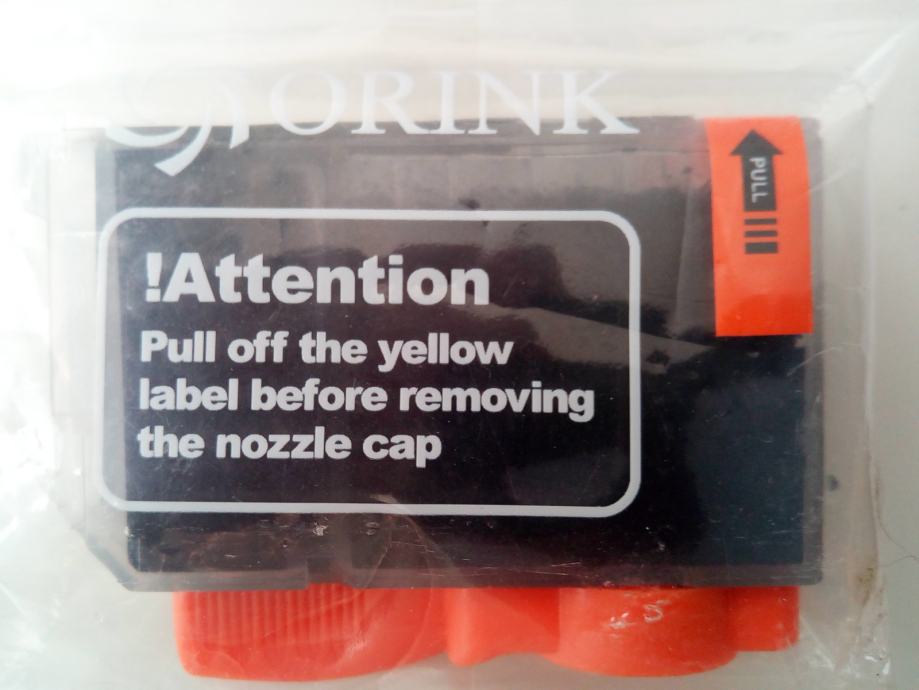 ORINK
PULL
!Attention
Pull off the yellow
label before removing
the nozzle cap